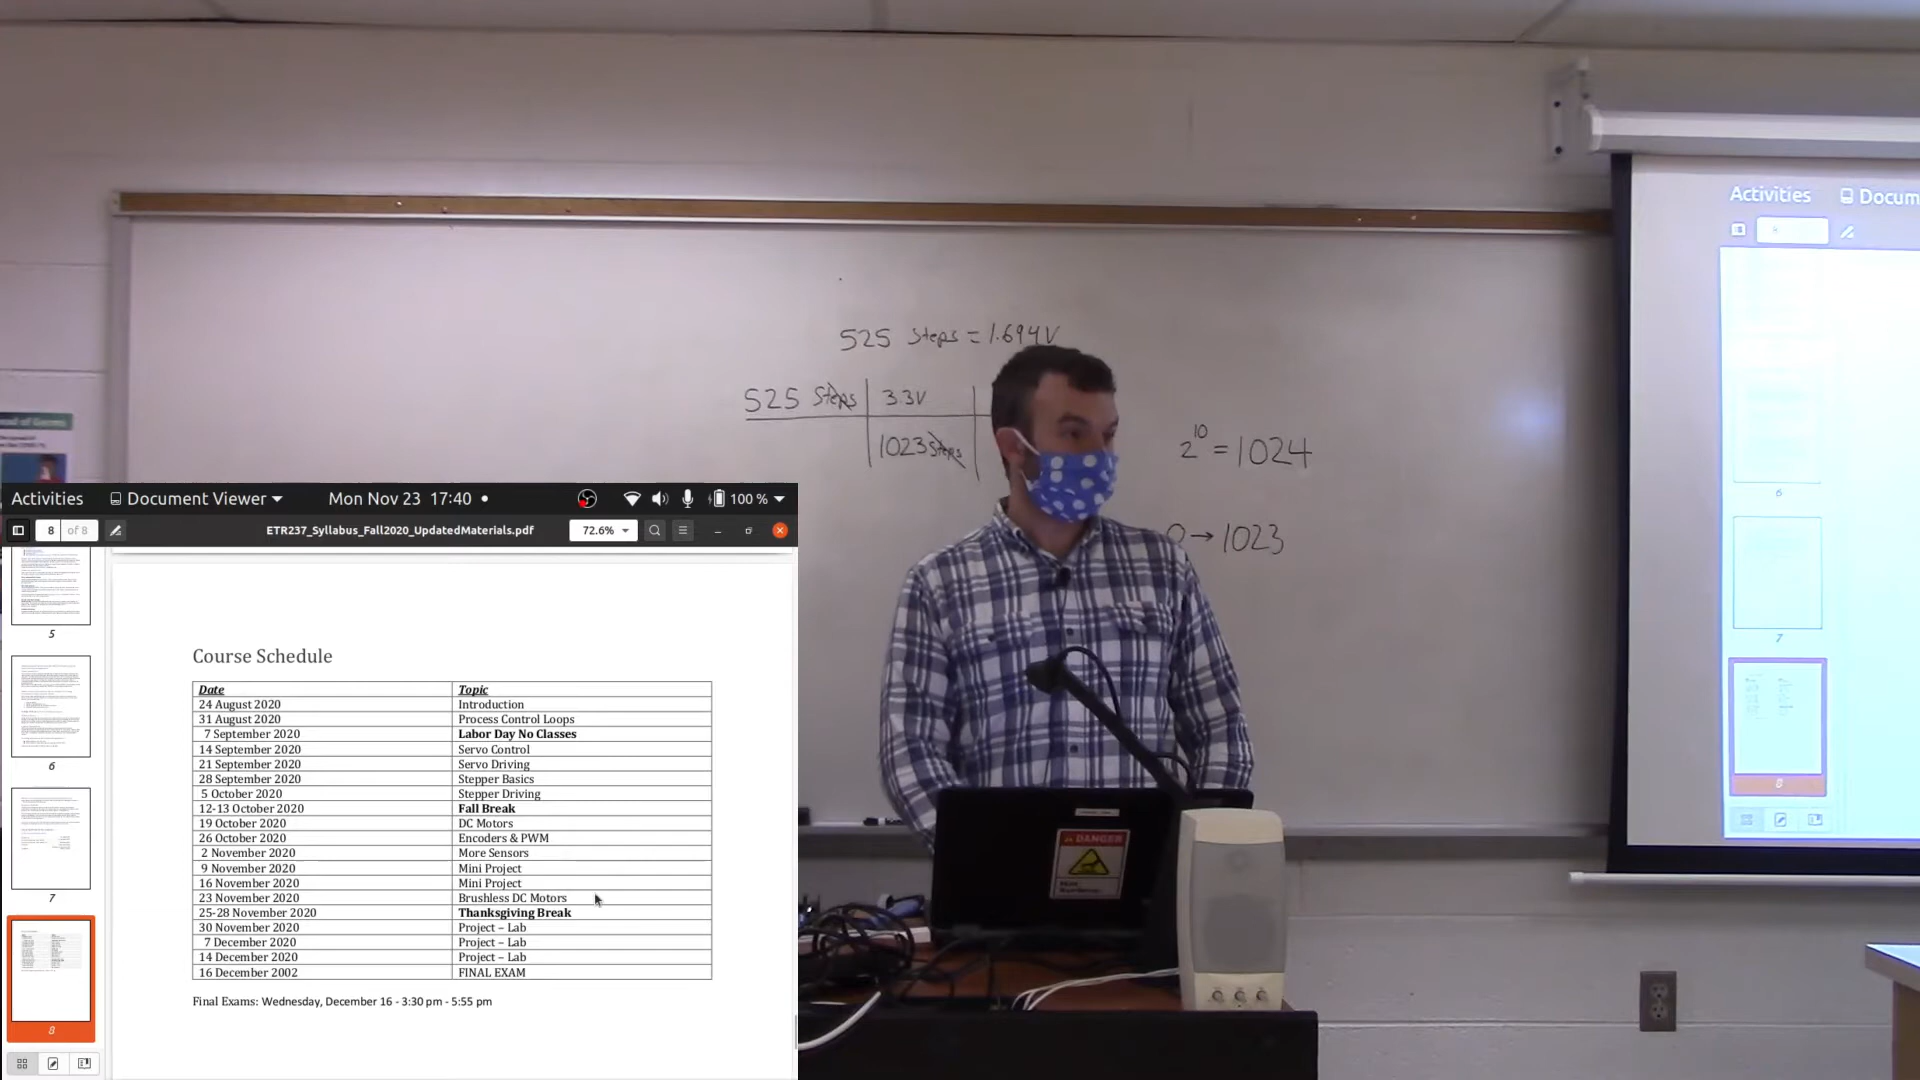 525 Steps = 1.694V
525 Steps 3.3V
1023 Steps
2^10 = 1024
0 → 1023
Activities Docum
6
7
8
DANGER
Activities Document Viewer Mon Nov 23 17:40 100 %
8 of 8 ETR237_Syllabus_Fall2020_UpdatedMaterials.pdf 72.6%
5
6
7
8
Course Schedule
Date Topic
24 August 2020 Introduction
31 August 2020 Process Control Loops
7 September 2020 Labor Day No Classes
14 September 2020 Servo Control
21 September 2020 Servo Driving
28 September 2020 Stepper Basics
5 October 2020 Stepper Driving
12-13 October 2020 Fall Break
19 October 2020 DC Motors
26 October 2020 Encoders & PWM
2 November 2020 More Sensors
9 November 2020 Mini Project
16 November 2020 Mini Project
23 November 2020 Brushless DC Motors
25-28 November 2020 Thanksgiving Break
30 November 2020 Project – Lab
7 December 2020 Project – Lab
14 December 2020 Project – Lab
16 December 2002 FINAL EXAM
Final Exams: Wednesday, December 16 - 3:30 pm - 5:55 pm